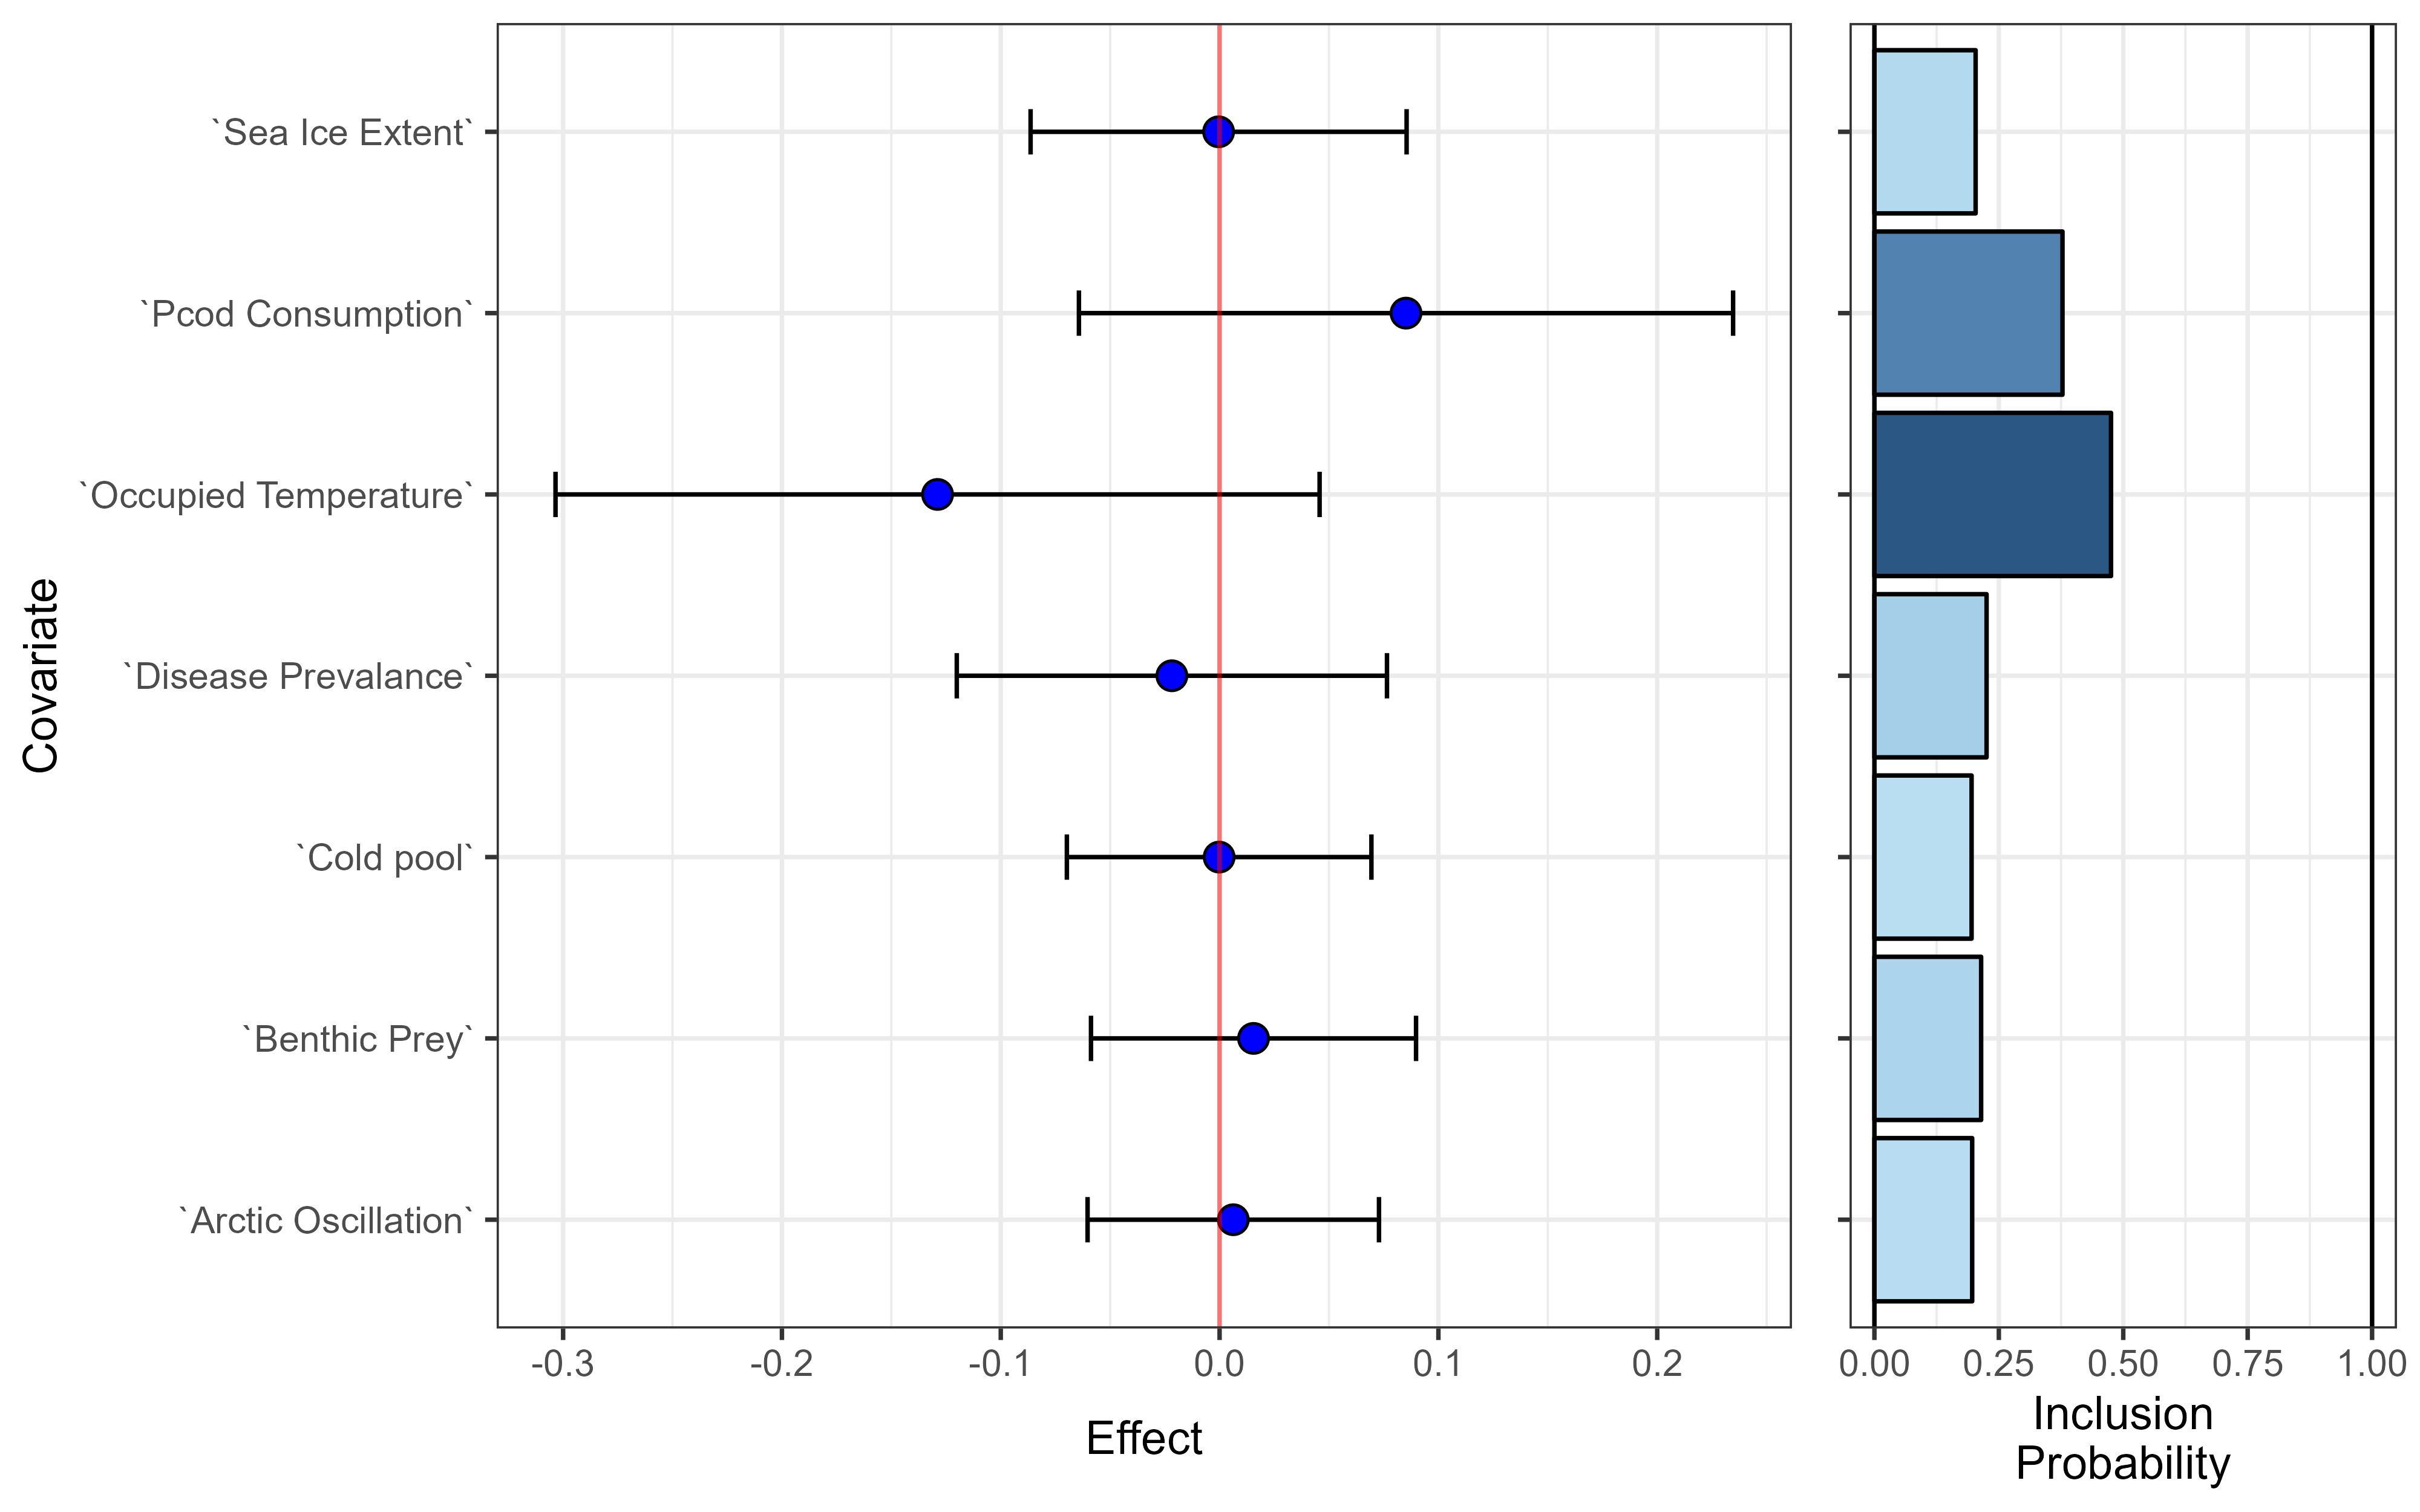 Covariate
`Sea Ice Extent`
`Pcod Consumption`
`Occupied Temperature`
`Disease Prevalance`
`Cold pool`
`Benthic Prey`
`Arctic Oscillation`
-0.3 -0.2 -0.1 0.0 0.1 0.2
Effect
0.00 0.25 0.50 0.75 1.00
Inclusion
Probability